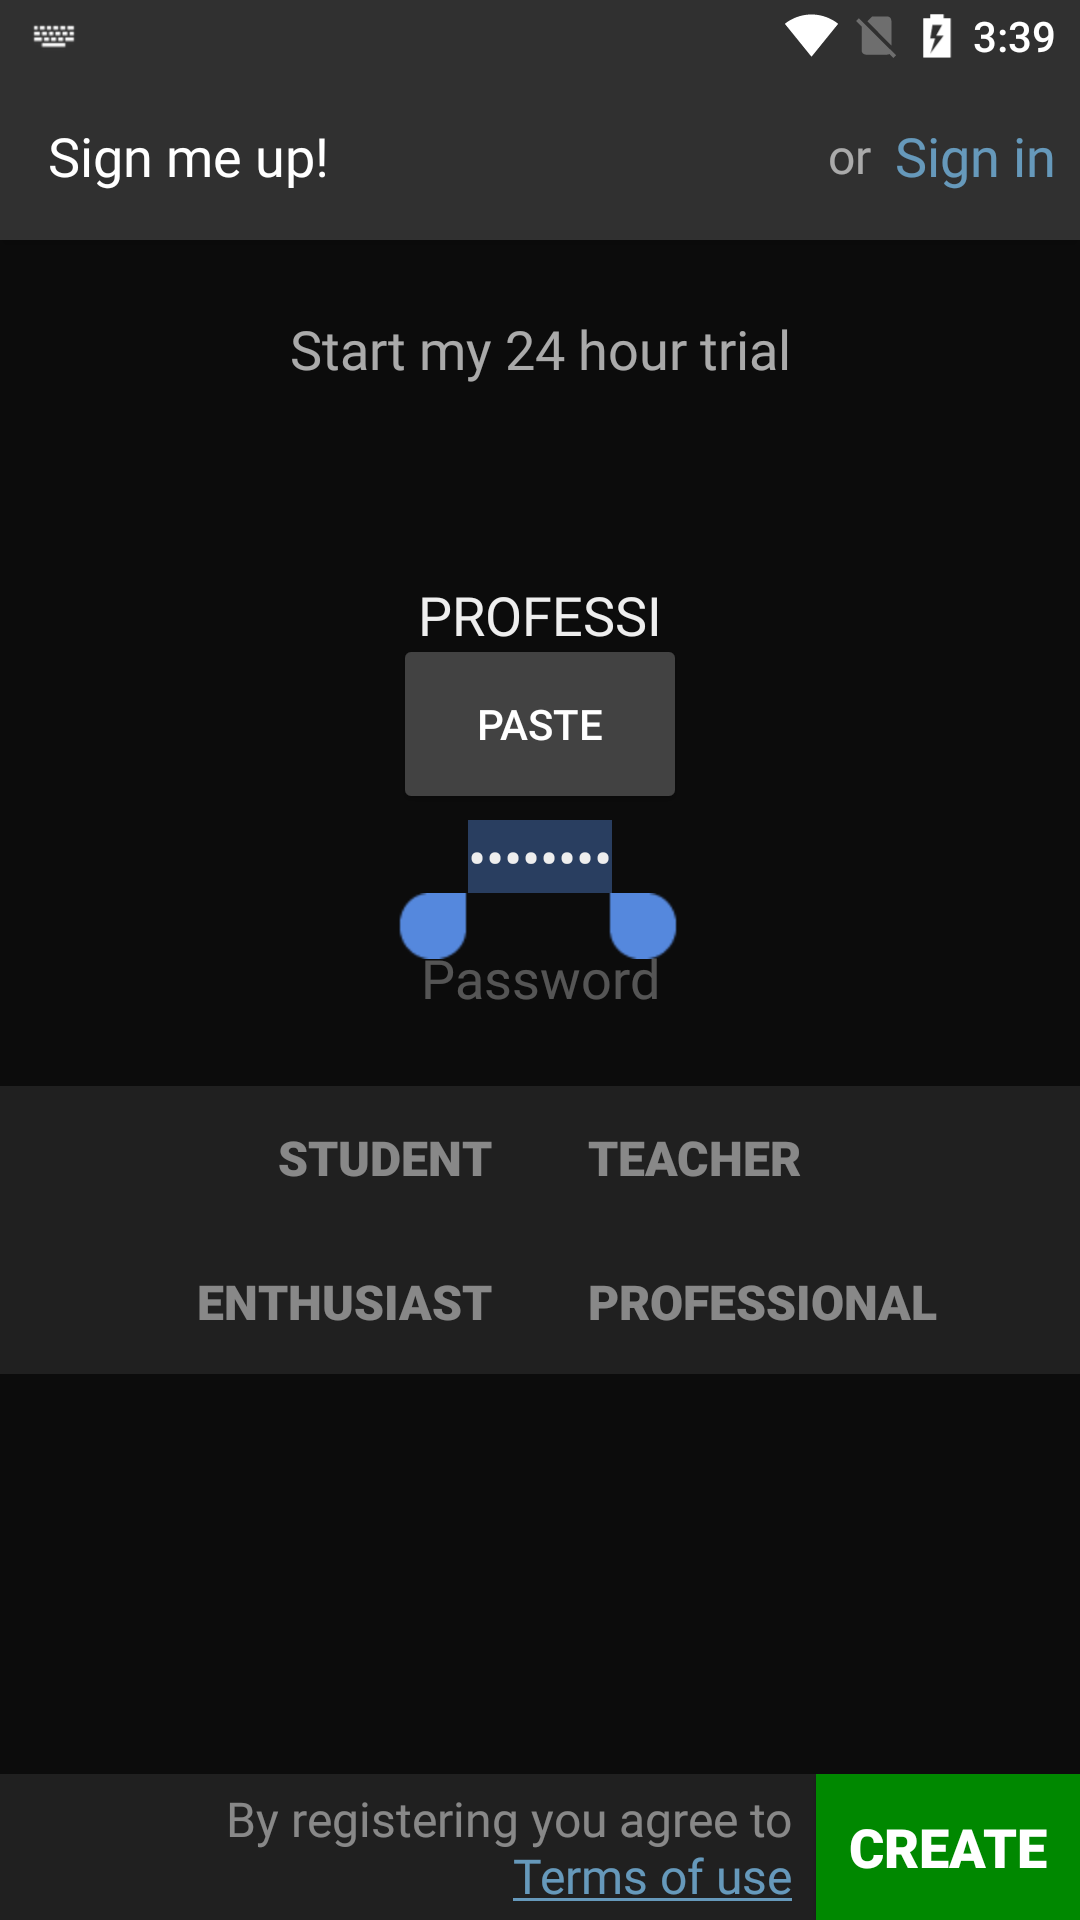 3:39
Sign me up!
or Sign in
Start my 24 hour trial
PROFESSI
PASTE
••••••••
Password
STUDENT TEACHER
ENTHUSIAST PROFESSIONAL
By registering you agree to
Terms of use
CREATE